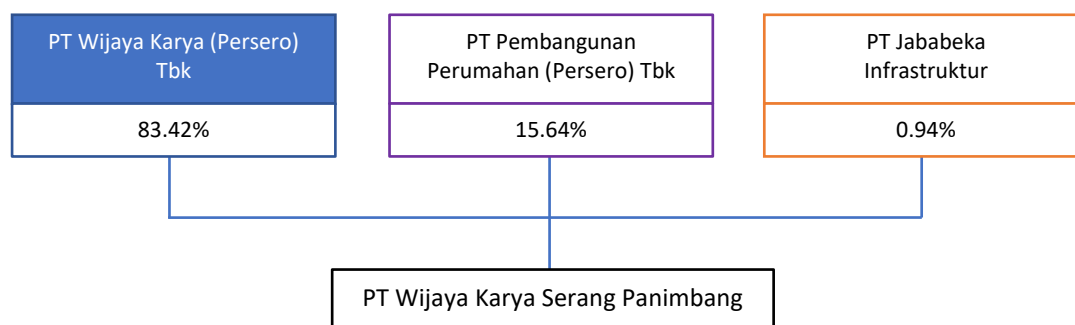 PT Wijaya Karya (Persero)
Tbk
83.42%
PT Pembangunan
Perumahan (Persero) Tbk
15.64%
PT Jababeka
Infrastruktur
0.94%
PT Wijaya Karya Serang Panimbang